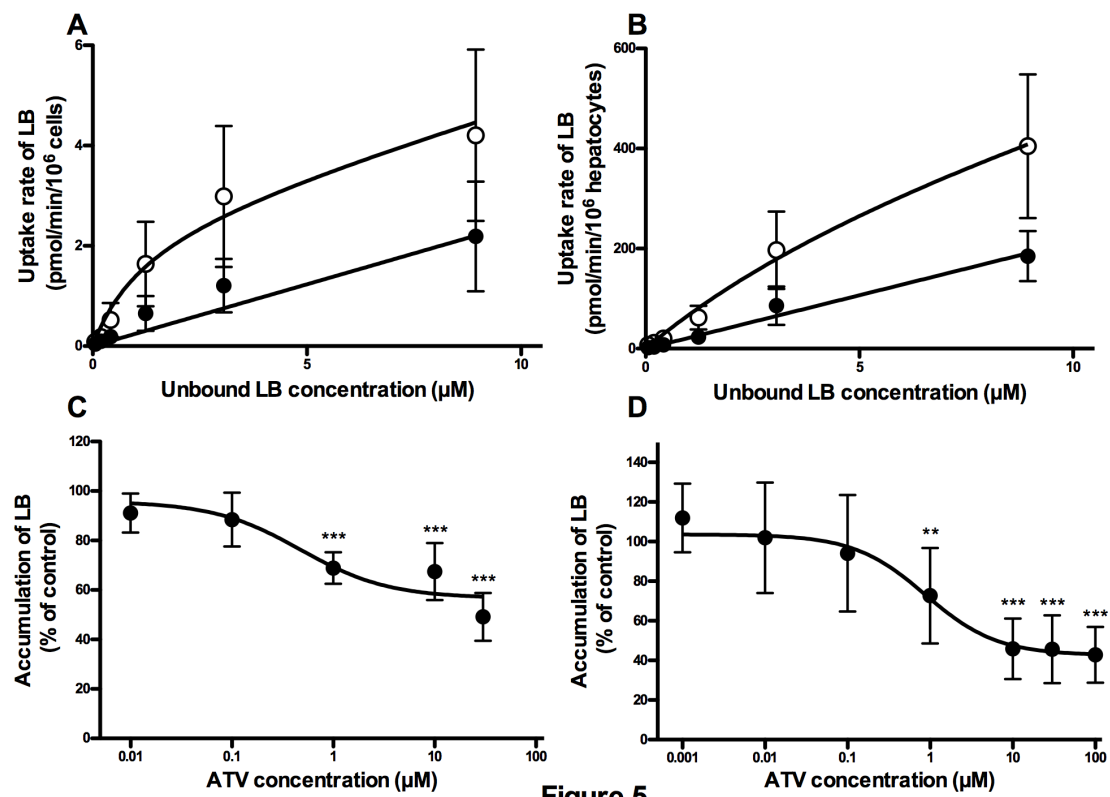 A
Uptake rate of LB
(pmol/min/10⁶ cells)
6
4
2
0
0
5
10
Unbound LB concentration (µM)
B
Uptake rate of LB
(pmol/min/10⁶ hepatocytes)
600
400
200
0
0
5
10
Unbound LB concentration (µM)
C
Accumulation of LB
(% of control)
120
100
80
60
40
20
0
***
***
***
0.01
0.1
1
10
100
ATV concentration (µM)
D
Accumulation of LB
(% of control)
140
120
100
80
60
40
20
0
**
***
***
***
0.001
0.01
0.1
1
10
100
ATV concentration (µM)
Figure 5